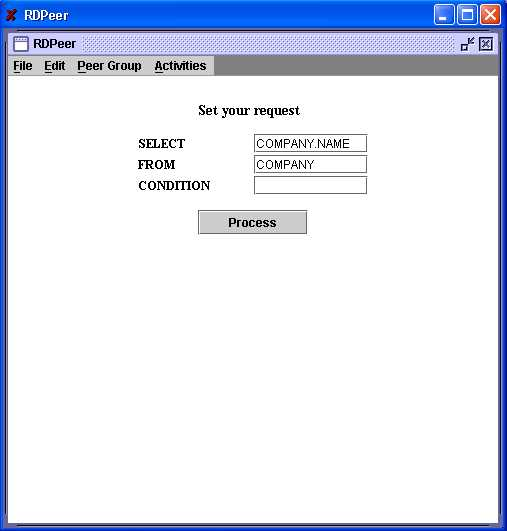 RDPeer
RDPeer
File Edit Peer Group Activities
Set your request
SELECT COMPANY.NAME
FROM COMPANY
CONDITION
Process